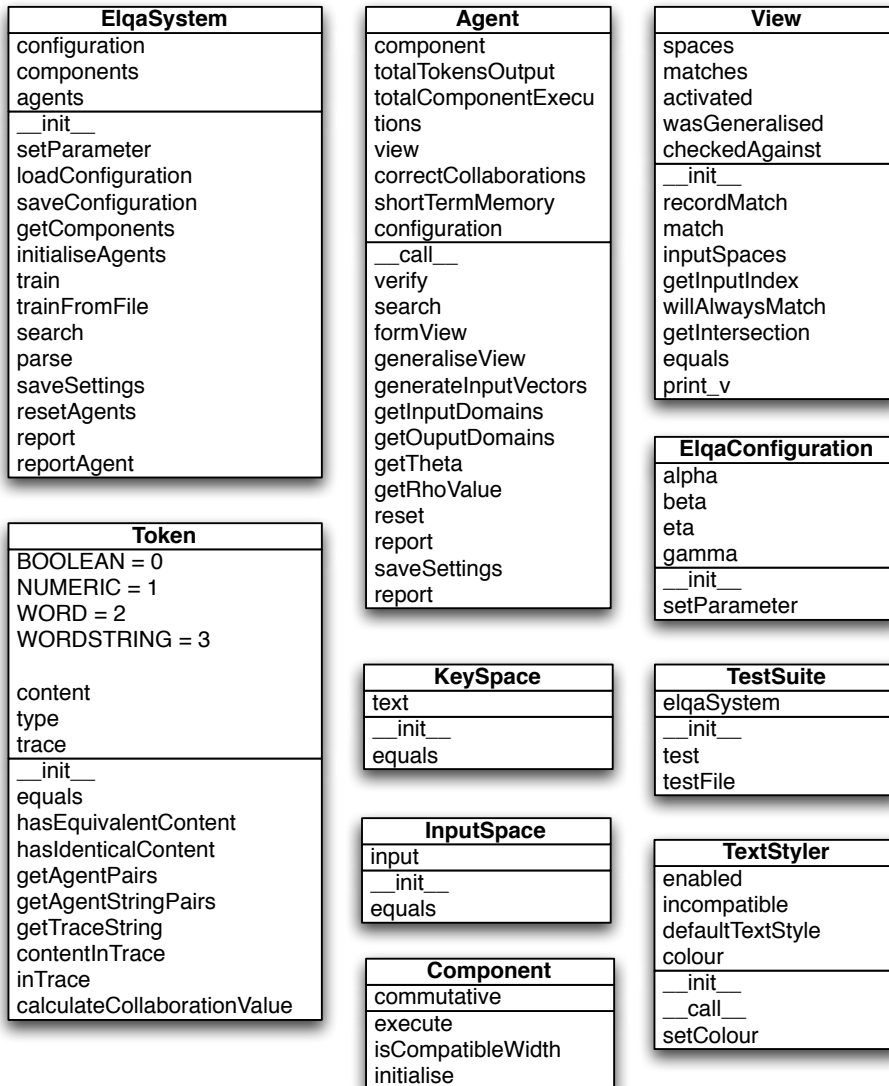 ElqaSystem
configuration
components
agents
__init__
setParameter
loadConfiguration
saveConfiguration
getComponents
initialiseAgents
train
trainFromFile
search
parse
saveSettings
resetAgents
report
reportAgent
Token
BOOLEAN = 0
NUMERIC = 1
WORD = 2
WORDSTRING = 3
content
type
trace
__init__
equals
hasEquivalentContent
hasIdenticalContent
getAgentPairs
getAgentStringPairs
getTraceString
contentInTrace
inTrace
calculateCollaborationValue
Agent
component
totalTokensOutput
totalComponentExecu
tions
view
correctCollaborations
shortTermMemory
configuration
__call__
verify
search
formView
generaliseView
generateInputVectors
getInputDomains
getOuputDomains
getTheta
getRhoValue
reset
report
saveSettings
report
KeySpace
text
__init__
equals
InputSpace
input
__init__
equals
Component
commutative
execute
isCompatibleWidth
initialise
View
spaces
matches
activated
wasGeneralised
checkedAgainst
__init__
recordMatch
match
inputSpaces
getInputIndex
willAlwaysMatch
getIntersection
equals
print_v
ElqaConfiguration
alpha
beta
eta
gamma
__init__
setParameter
TestSuite
elqaSystem
__init__
test
testFile
TextStyler
enabled
incompatible
defaultTextStyle
colour
__init__
__call__
setColour